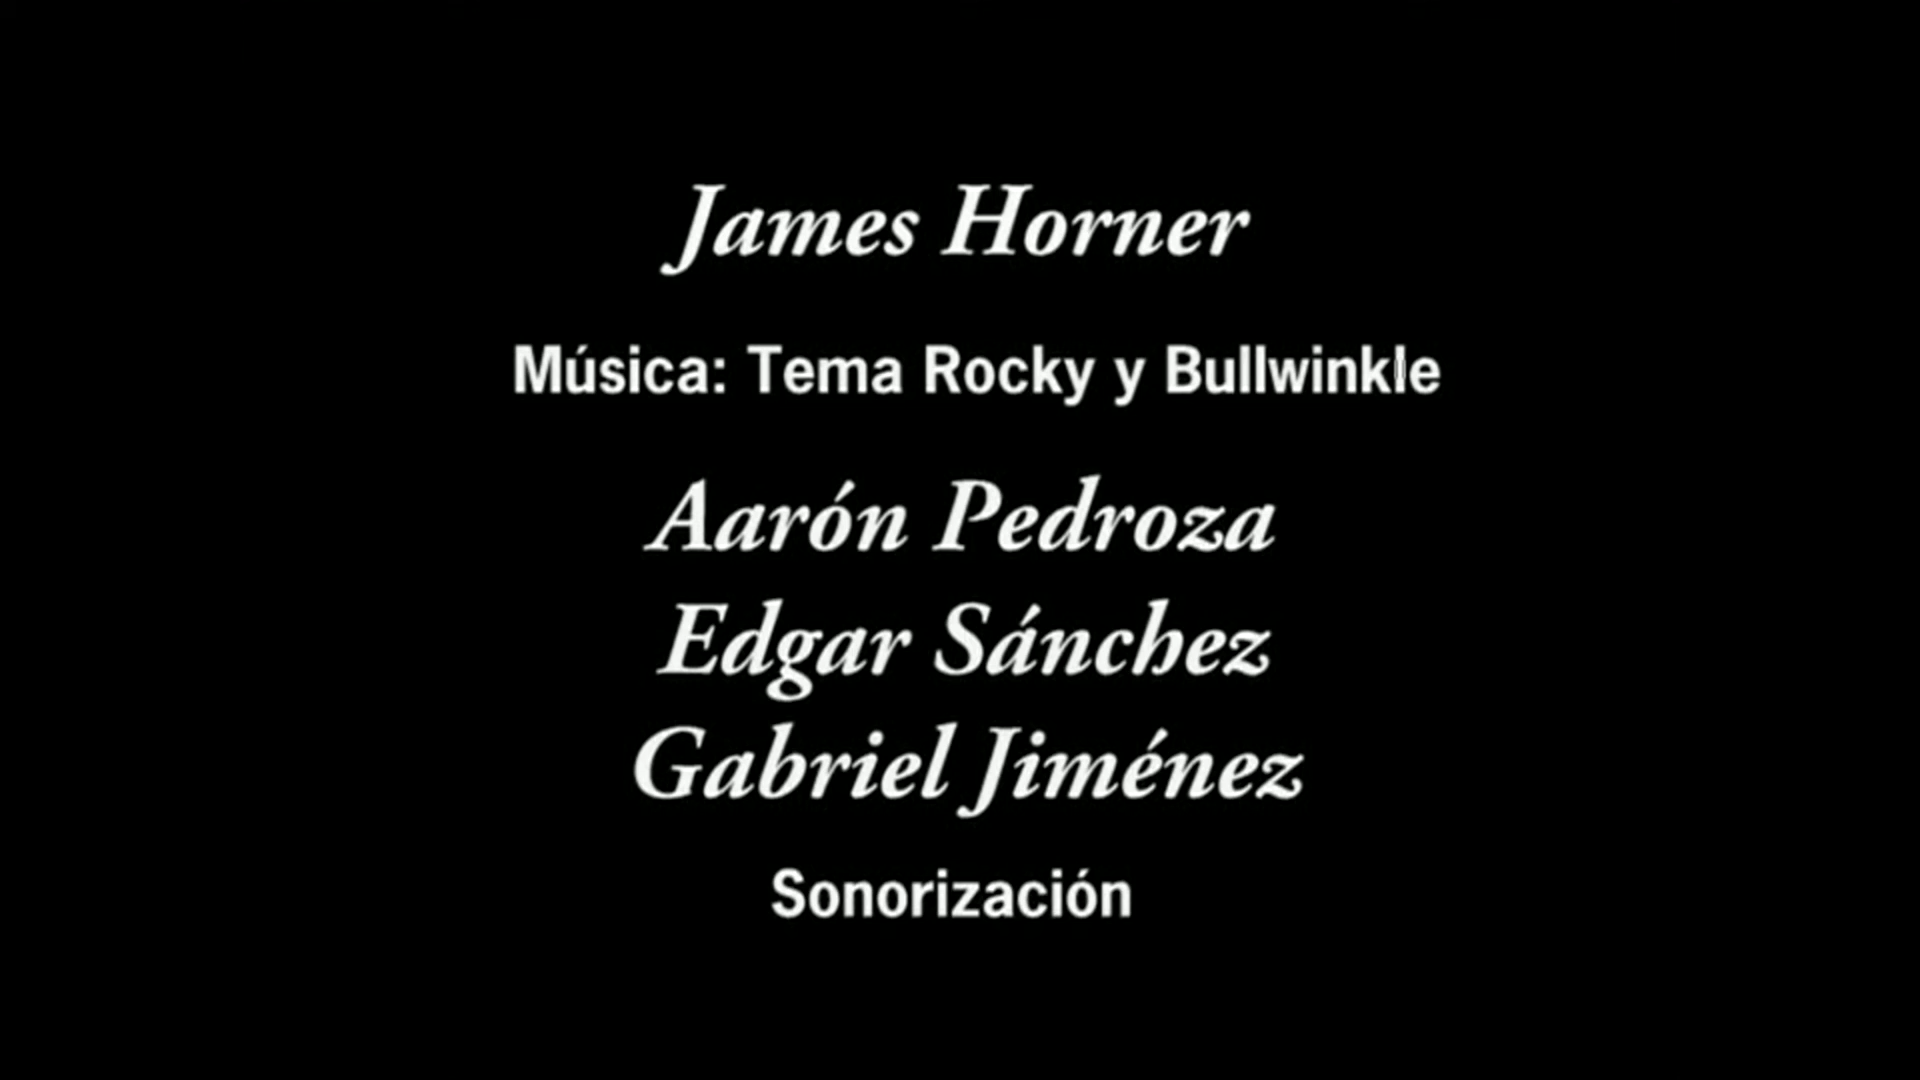 James Horner
Música: Tema Rocky y Bullwinkle
Aarón Pedroza
Edgar Sánchez
Gabriel Jiménez
Sonorización